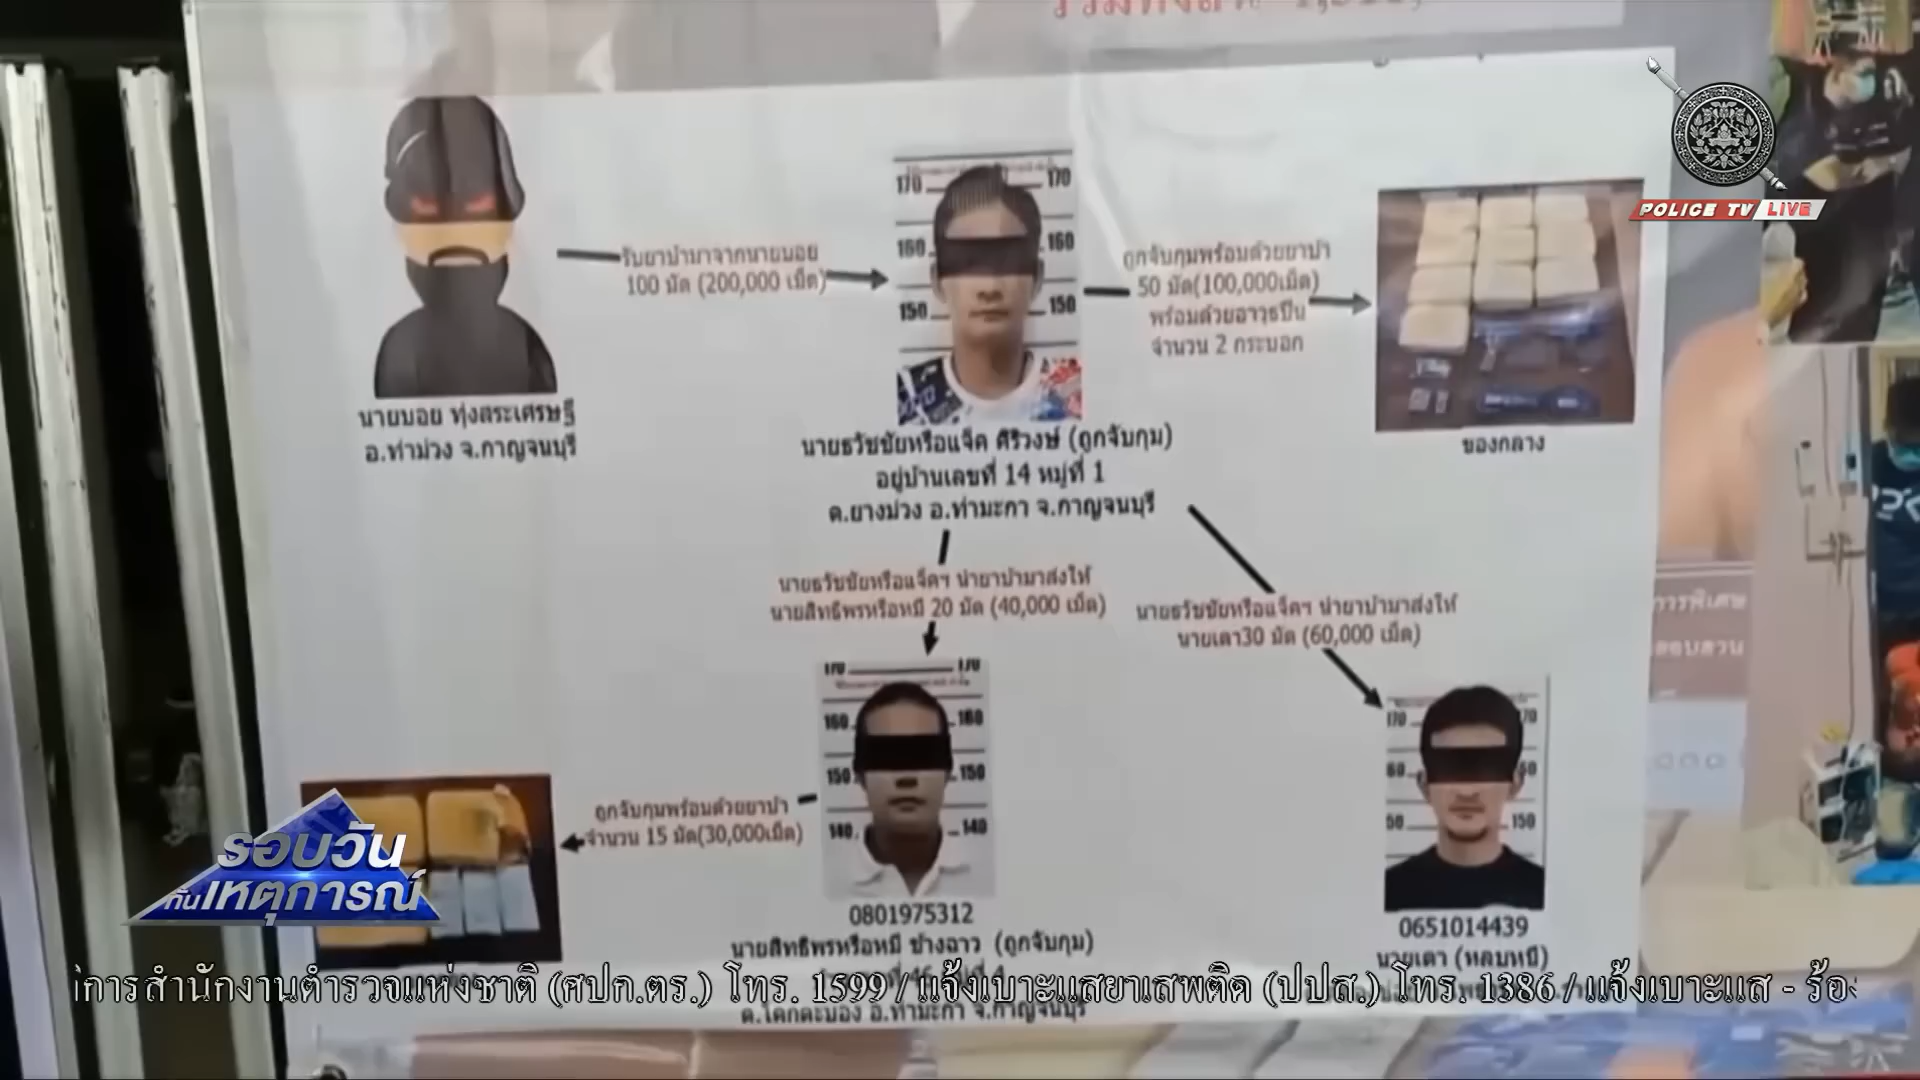 POLICE TV LIVE
รับยาบ้ามาจากนายบอย
100 มัด (200,000 เม็ด)
170 170
160 160
150 150
ถูกจับกุมพร้อมด้วยยาบ้า
50 มัด(100,000เม็ด)
พร้อมด้วยอาวุธปืน
จำนวน 2 กระบอก
นายบอย ทุ่งสระเศรษฐี
อ.ท่าม่วง จ.กาญจนบุรี
นายธวัชชัยหรือแจ็ค ศิริวงษ์ (ถูกจับกุม)
อยู่บ้านเลขที่ 14 หมู่ที่ 1
ต.ยางม่วง อ.ท่ามะกา จ.กาญจนบุรี
ของกลาง
นายธวัชชัยหรือแจ็คฯ นำยาบ้ามาส่งให้
นายสิทธิพรหรือหมี 20 มัด (40,000 เม็ด)
นายธวัชชัยหรือแจ็คฯ นำยาบ้ามาส่งให้
นายเดา30 มัด (60,000 เม็ด)
170 170
160 160
150 150
140 140
170 70
60 60
50 150
ถูกจับกุมพร้อมด้วยยาบ้า
จำนวน 15 มัด(30,000เม็ด)
รอบวัน
ทันเหตุการณ์
0801975312
นายสิทธิพรหรือหมี ช้างฉาว (ถูกจับกุม)
0651014439
นายเดา (หลบหนี)
การสำนักงานตำรวจแห่งชาติ (ศปก.ตร.) โทร. 1599 / แจ้งเบาะแสยาเสพติด (ปปส.) โทร. 1386 / แจ้งเบาะแส - ร้อง
ต.โคกตะบอง อ.ท่ามะกา จ.กาญจนบุรี